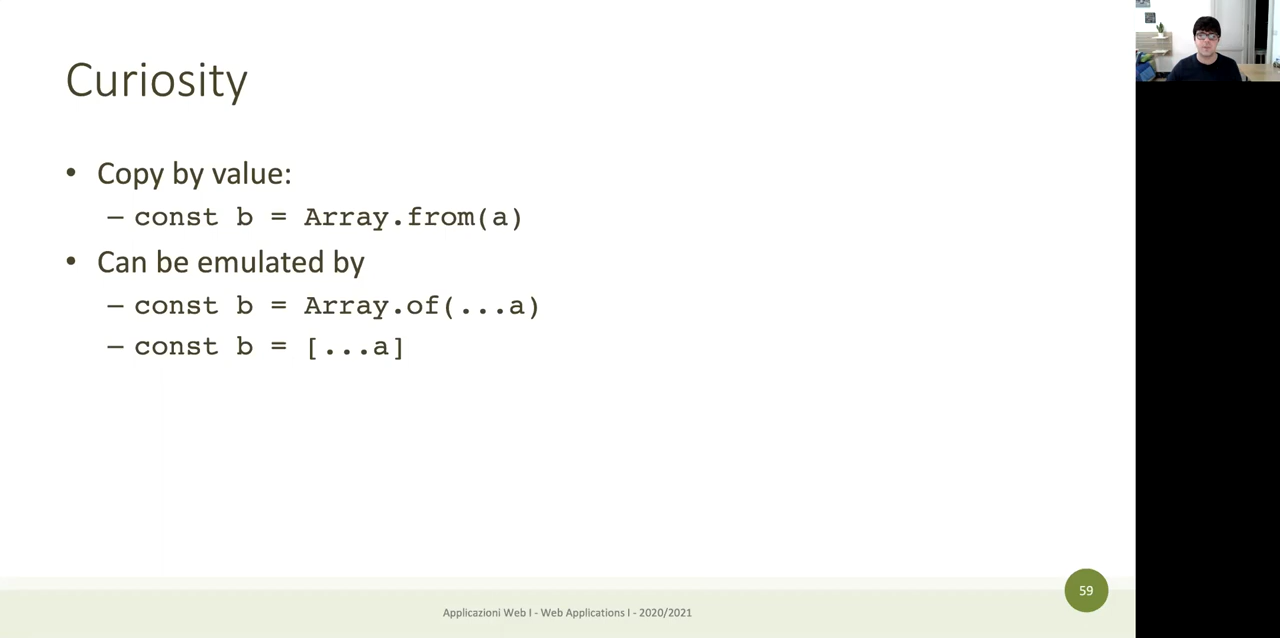 Curiosity
• Copy by value:
– const b = Array.from(a)
• Can be emulated by
– const b = Array.of(...a)
– const b = [...a]
59
Applicazioni Web I - Web Applications I - 2020/2021